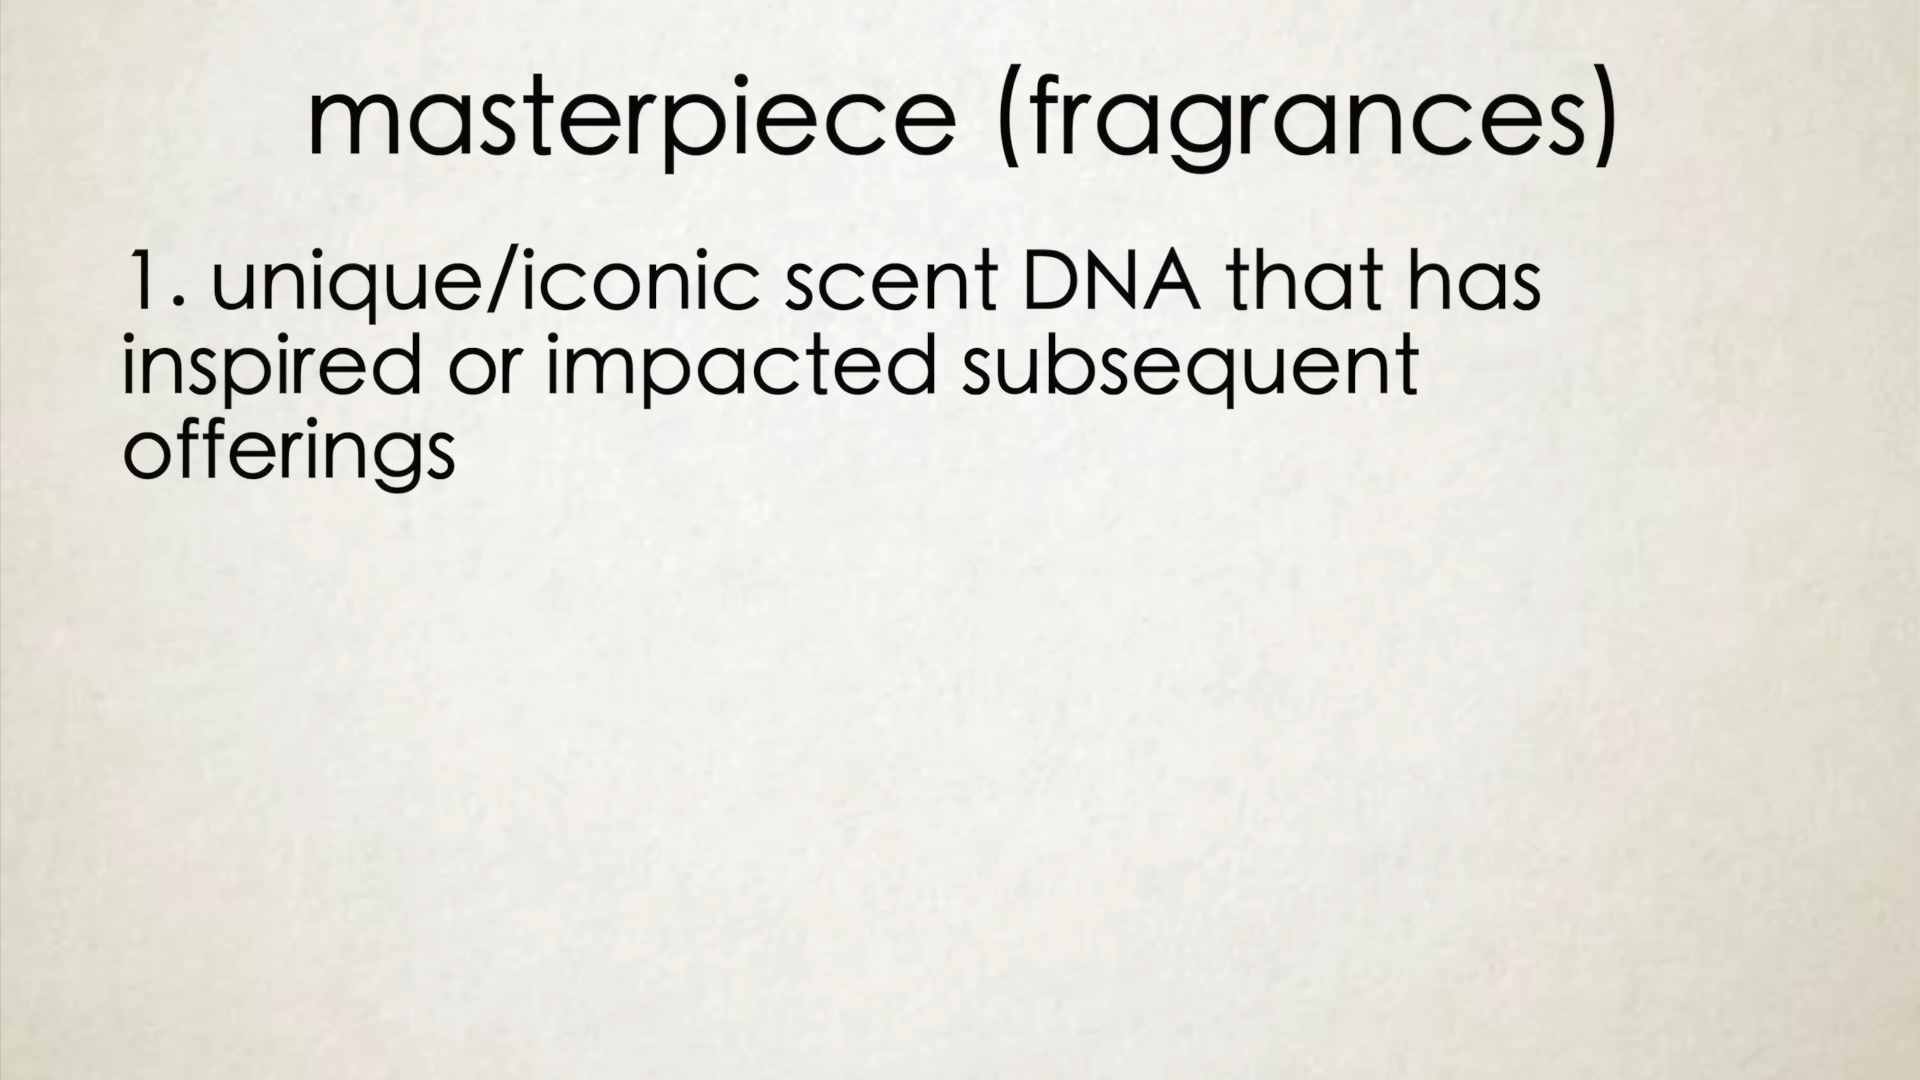 masterpiece (fragrances)
1. unique/iconic scent DNA that has
inspired or impacted subsequent
offerings